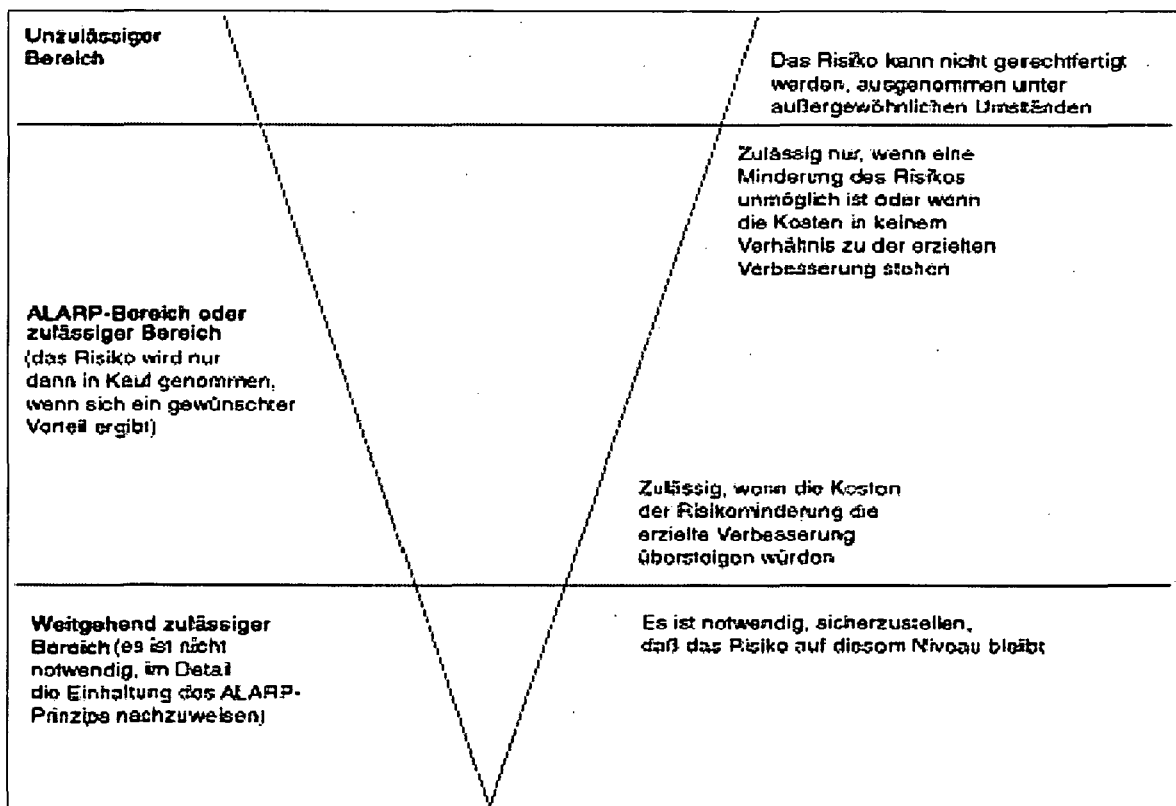 Unzulässiger
Bereich
Das Risiko kann nicht gerechtfertigt
werden, ausgenommen unter
außergewöhnlichen Umständen
Zulässig nur, wenn eine
Minderung des Risikos
unmöglich ist oder wenn
die Kosten in keinem
Verhältnis zu der erzielten
Verbesserung stehen
ALARP-Bereich oder
zulässiger Bereich
(das Risiko wird nur
dann in Kauf genommen,
wenn sich ein gewünschter
Vorteil ergibt)
Zulässig, wenn die Kosten
der Risikominderung die
erzielte Verbesserung
übersteigen würden
Weitgehend zulässiger
Bereich (es ist nicht
notwendig, im Detail
die Einhaltung des ALARP-
Prinzips nachzuweisen)
Es ist notwendig, sicherzustellen,
daß das Risiko auf diesem Niveau bleibt